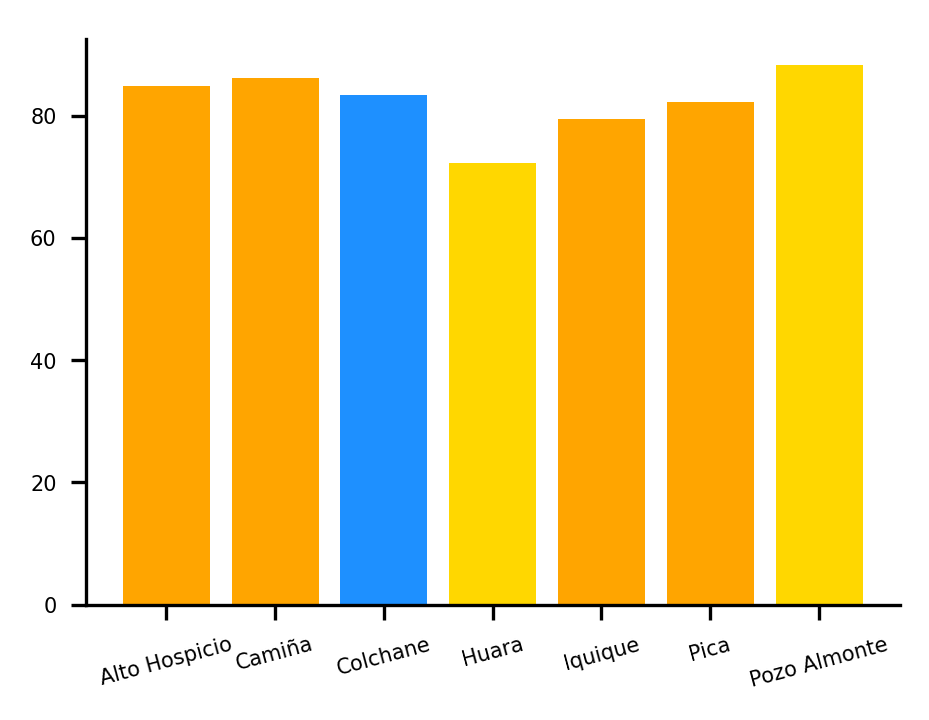 80
60
40
20
0
Alto Hospicio
Camiña
Colchane
Huara
Iquique
Pica
Pozo Almonte